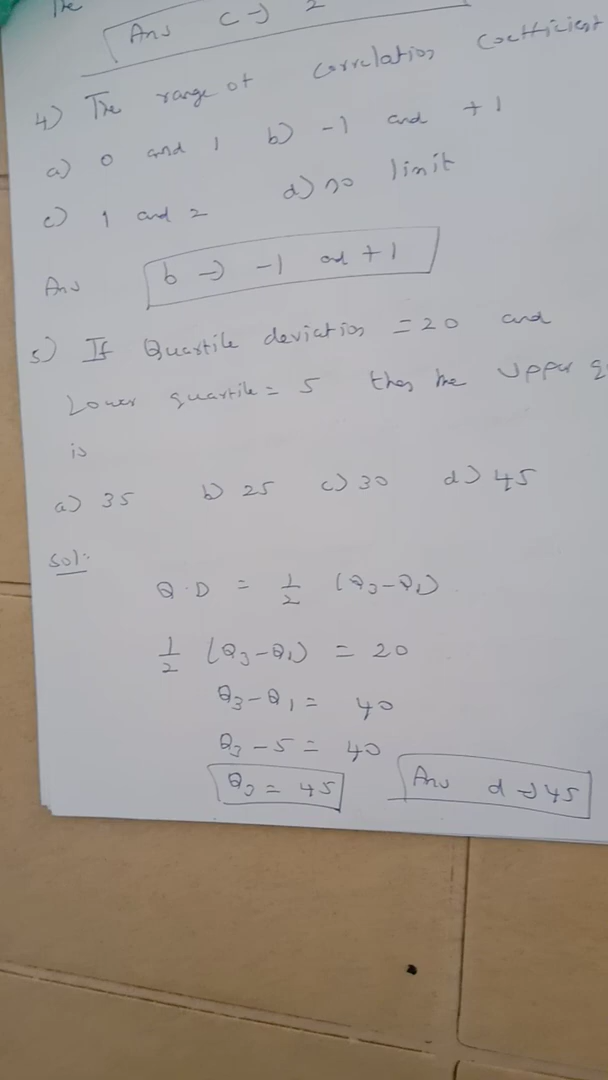 The
Ans c → 2
4) The range of correlation coefficient
a) 0 and 1 b) -1 and +1
c) 1 and 2 d) no limit
Ans b → -1 and +1
5) If Quartile deviation = 20 and
Lower quartile = 5 then the Upper
is
a) 35 b) 25 c) 30 d) 45
Sol:
Q.D = 1/2 (Q3-Q1)
1/2 (Q3-Q1) = 20
Q3-Q1 = 40
Q3-5 = 40
Q3 = 45 Ans d → 45